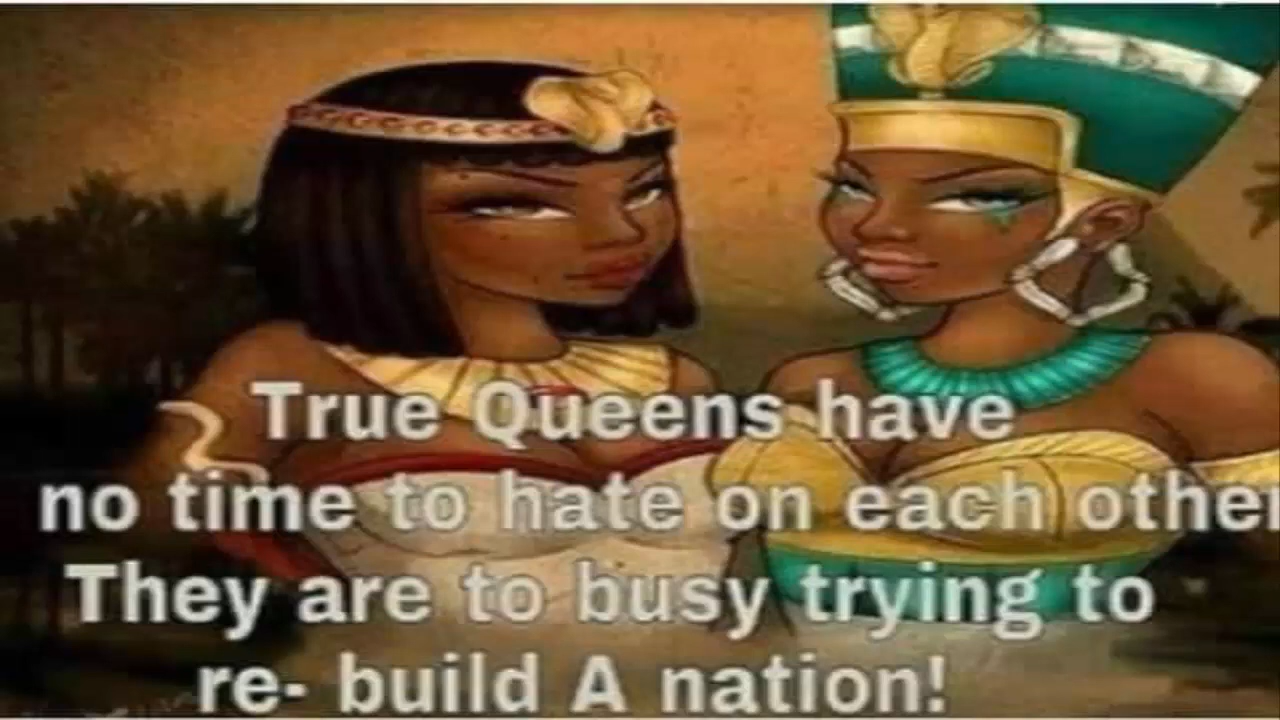 True Queens have
no time to hate on each other
They are to busy trying to
re- build A nation!